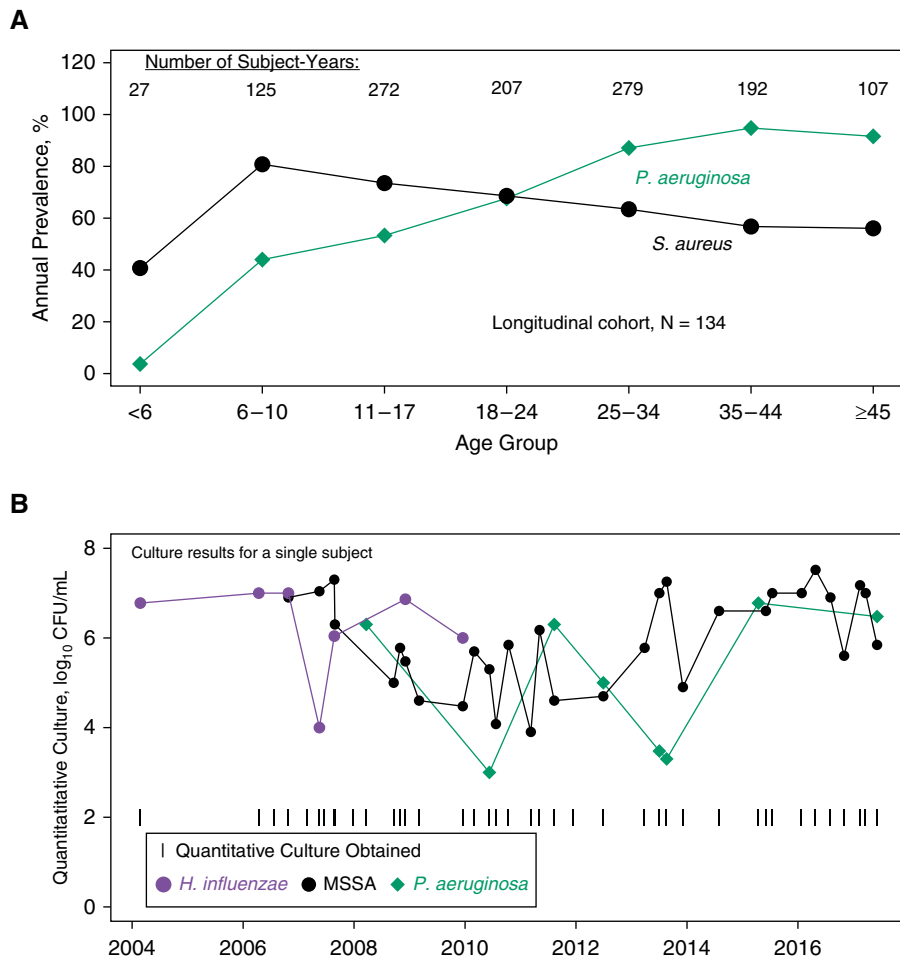 A
Number of Subject-Years:
27 125 272 207 279 192 107
120
100
80
60
40
20
0
Annual Prevalence, %
P. aeruginosa
S. aureus
Longitudinal cohort, N = 134
<6 6–10 11–17 18–24 25–34 35–44 ≥45
Age Group
B
Culture results for a single subject
8
6
4
2
0
Quantitatitative Culture, log10 CFU/mL
| Quantitative Culture Obtained
H. influenzae MSSA P. aeruginosa
2004 2006 2008 2010 2012 2014 2016